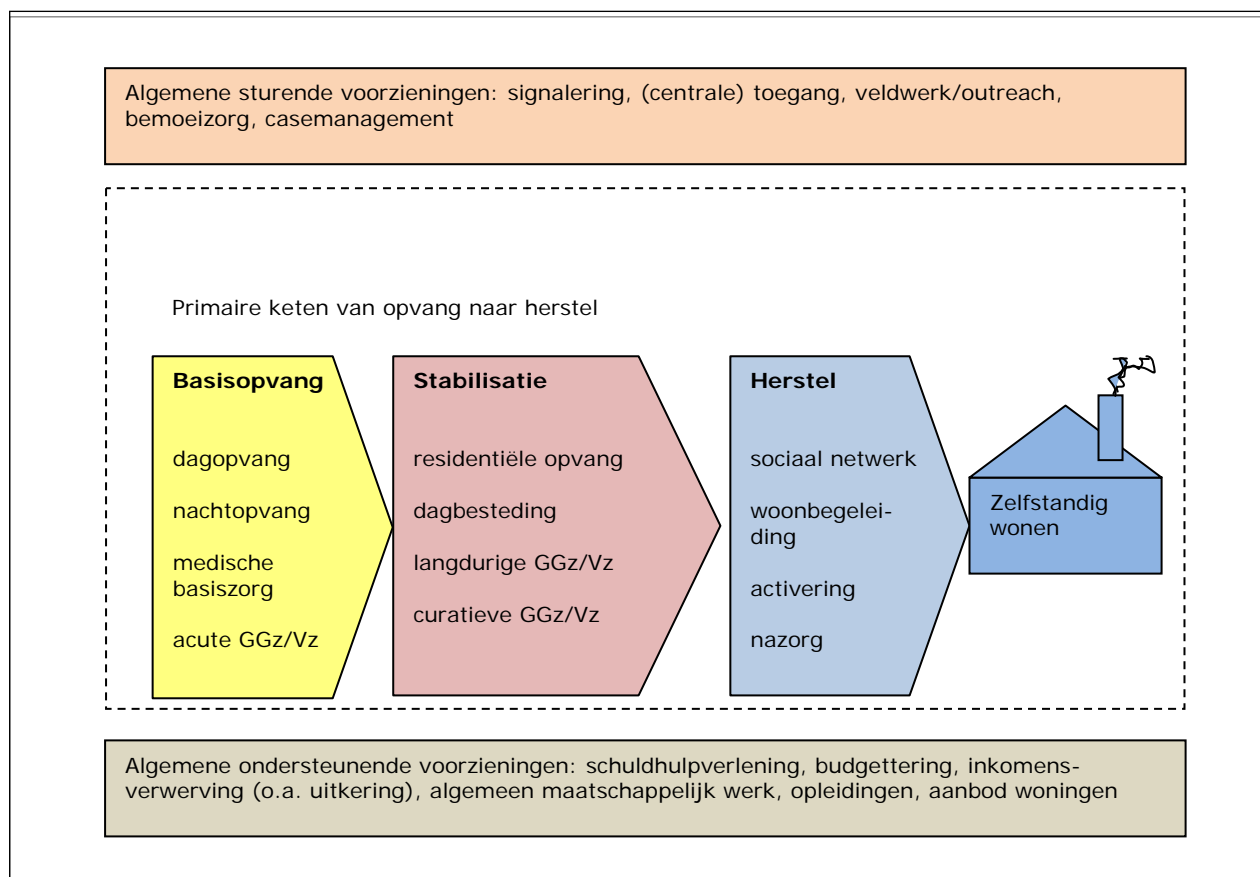 Algemene sturende voorzieningen: signalering, (centrale) toegang, veldwerk/outreach,
bemoeizorg, casemanagement
Primaire keten van opvang naar herstel
Basisopvang
dagopvang
nachtopvang
medische
basiszorg
acute GGz/Vz
Stabilisatie
residentiële opvang
dagbesteding
langdurige GGz/Vz
curatieve GGz/Vz
Herstel
sociaal netwerk
woonbegelei-
ding
activering
nazorg
Zelfstandig
wonen
Algemene ondersteunende voorzieningen: schuldhulpverlening, budgettering, inkomens-
verwerving (o.a. uitkering), algemeen maatschappelijk werk, opleidingen, aanbod woningen